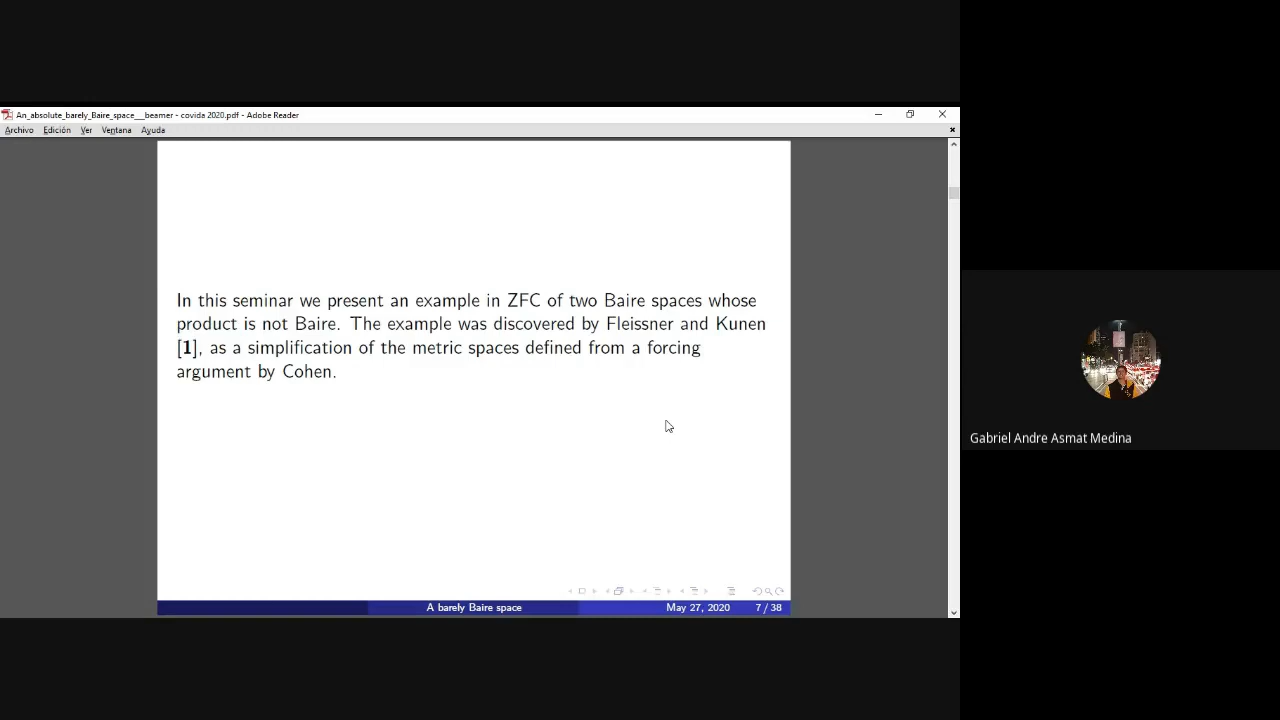 An_absolute_barely_Baire_space__beamer - covida 2020.pdf - Adobe Reader
Archivo Edición Ver Ventana Ayuda
In this seminar we present an example in ZFC of two Baire spaces whose
product is not Baire. The example was discovered by Fleissner and Kunen
[1], as a simplification of the metric spaces defined from a forcing
argument by Cohen.
Gabriel Andre Asmat Medina
A barely Baire space May 27, 2020 7 / 38